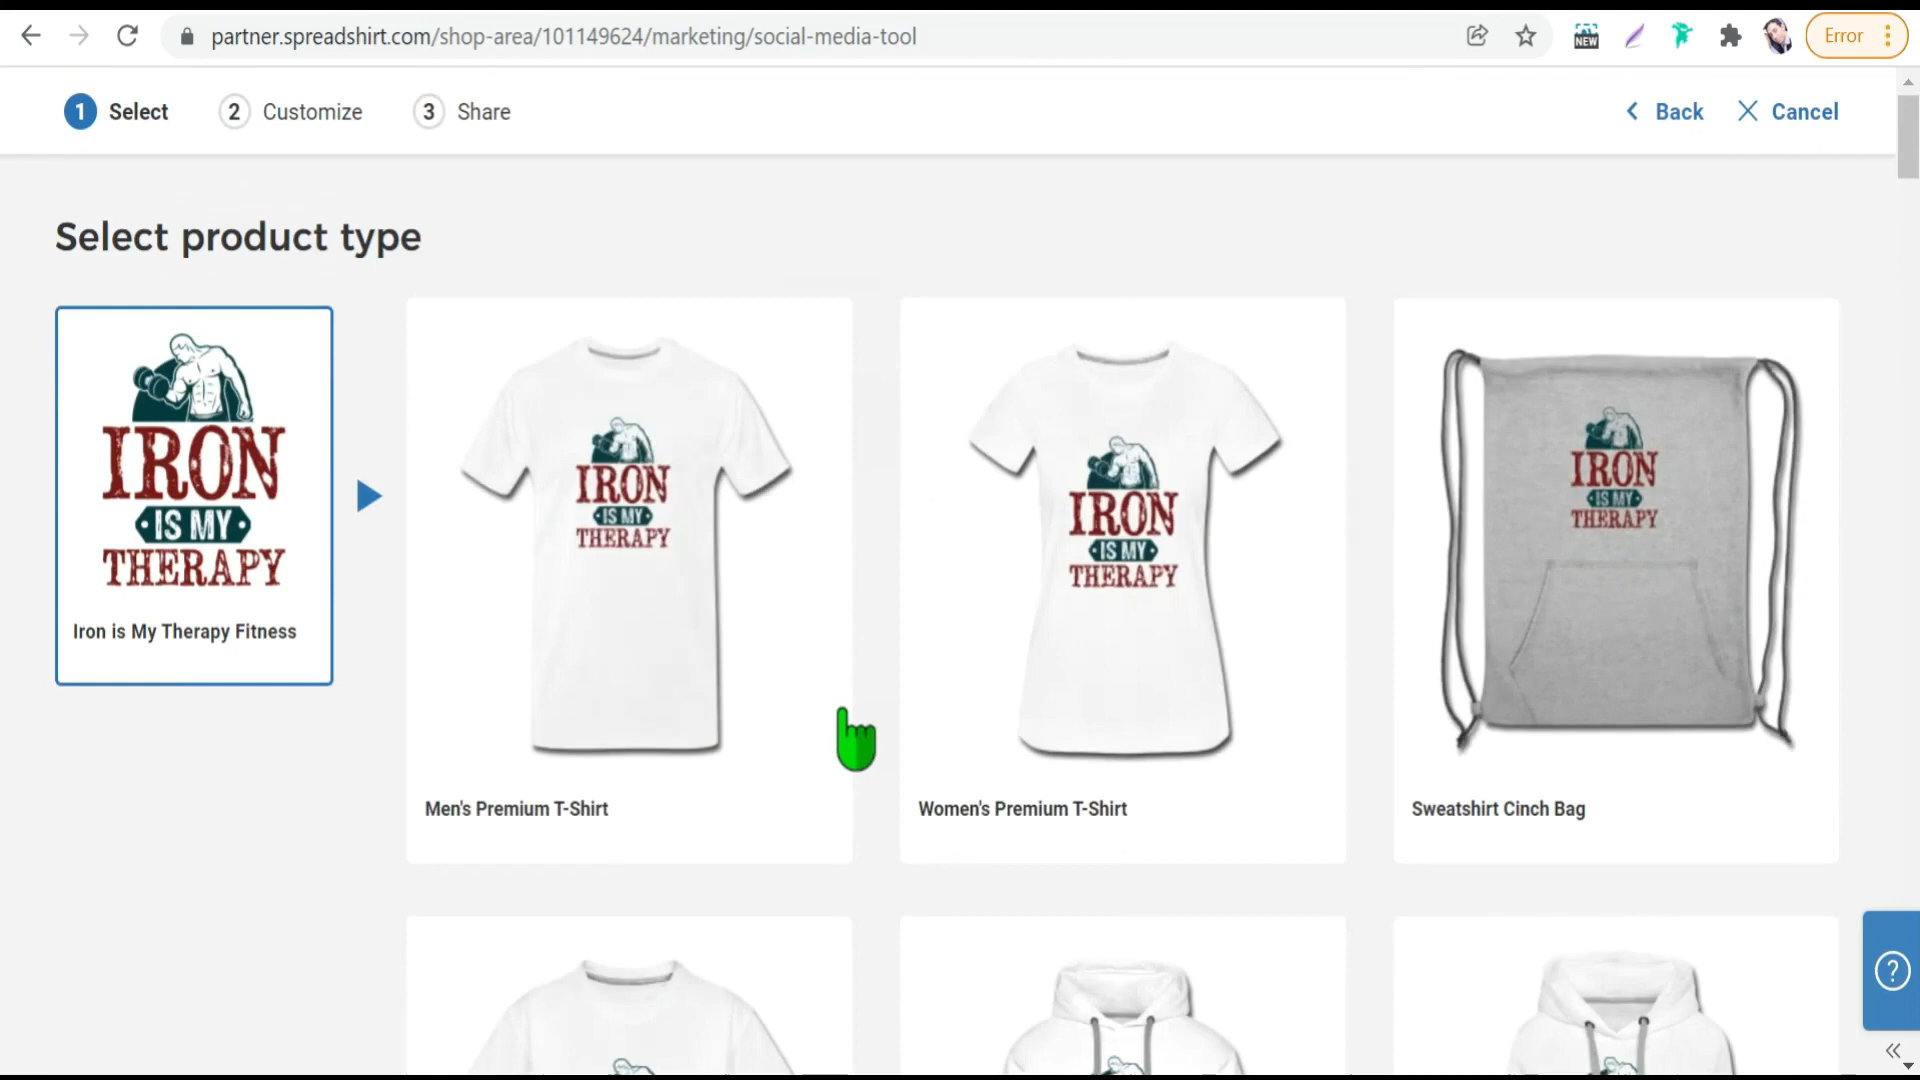 partner.spreadshirt.com/shop-area/101149624/marketing/social-media-tool
NEW
Error
1 Select
2 Customize
3 Share
Back
Cancel
Select product type
IRON
IS MY
THERAPY
Iron is My Therapy Fitness
IRON
IS MY
THERAPY
Men's Premium T-Shirt
IRON
IS MY
THERAPY
Women's Premium T-Shirt
IRON
IS MY
THERAPY
Sweatshirt Cinch Bag
?